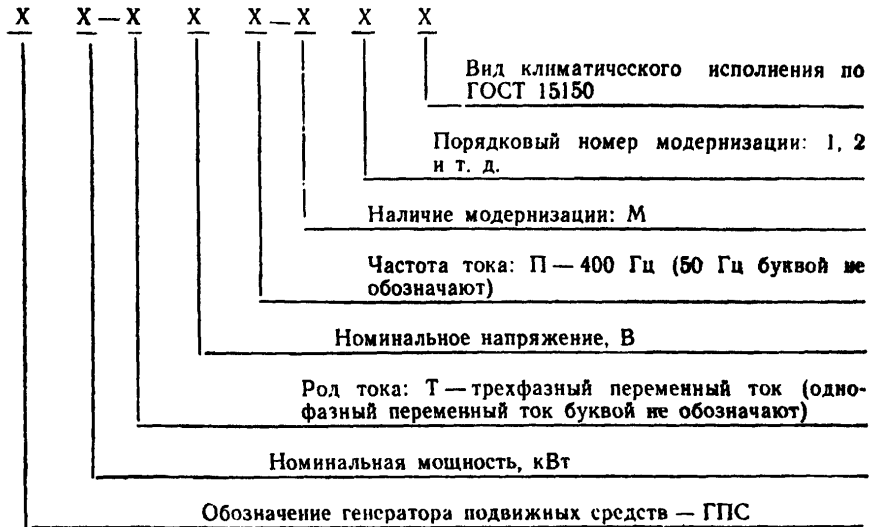 X X — X X X — X X X
Вид климатического исполнения по
ГОСТ 15150
Порядковый номер модернизации: 1, 2
и т. д.
Наличие модернизации: М
Частота тока: П — 400 Гц (50 Гц буквой не
обозначают)
Номинальное напряжение, В
Род тока: Т — трехфазный переменный ток (одно-
фазный переменный ток буквой не обозначают)
Номинальная мощность, кВт
Обозначение генератора подвижных средств — ГПС